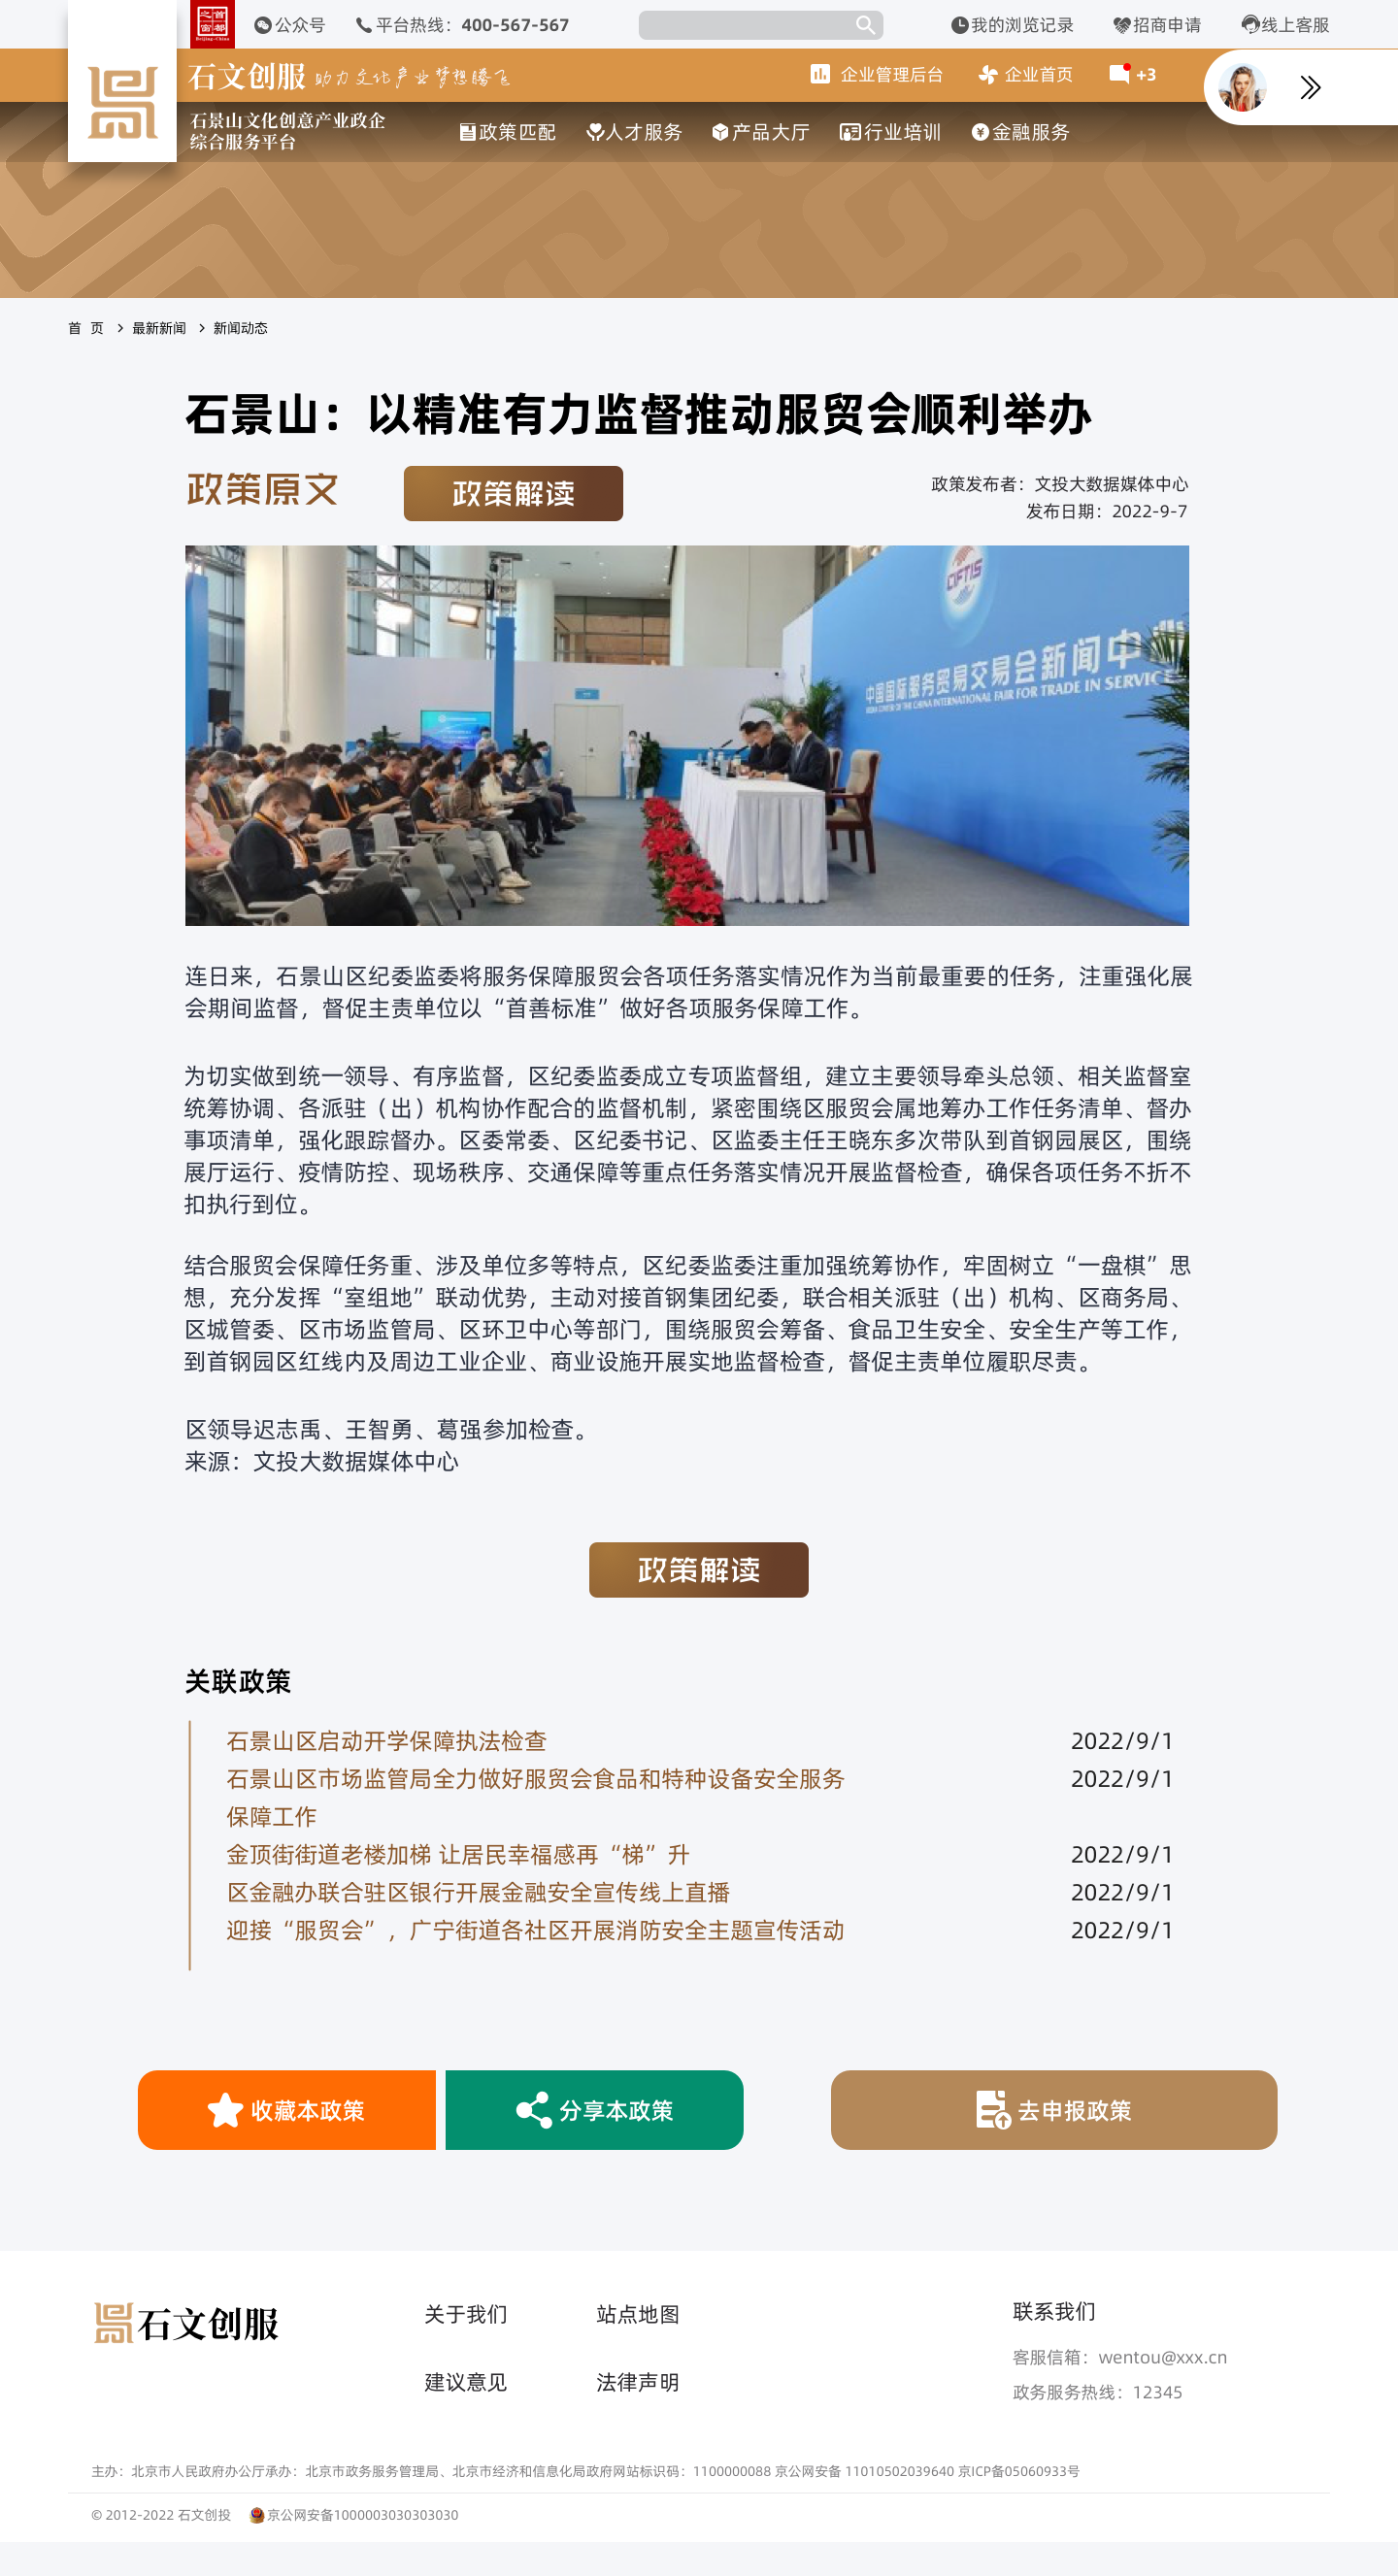 首都之窗
Beijing-China
公众号
平台热线：400-567-567
我的浏览记录
招商申请
线上客服
石文创服 助力文化产业梦想腾飞
企业管理后台
企业首页
+3
石景山文化创意产业政企
综合服务平台
政策匹配
人才服务
产品大厅
行业培训
金融服务
首 页 > 最新新闻 > 新闻动态
石景山：以精准有力监督推动服贸会顺利举办
政策原文
政策解读
政策发布者：文投大数据媒体中心
发布日期：2022-9-7
CIFTIS
中国国际服务贸易交易会新闻中
MEDIA CENTER OF THE CHINA INTERNATIONAL FAIR FOR TRADE IN SERVICE
连日来，石景山区纪委监委将服务保障服贸会各项任务落实情况作为当前最重要的任务，注重强化展
会期间监督，督促主责单位以“首善标准”做好各项服务保障工作。
为切实做到统一领导、有序监督，区纪委监委成立专项监督组，建立主要领导牵头总领、相关监督室
统筹协调、各派驻（出）机构协作配合的监督机制，紧密围绕区服贸会属地筹办工作任务清单、督办
事项清单，强化跟踪督办。区委常委、区纪委书记、区监委主任王晓东多次带队到首钢园展区，围绕
展厅运行、疫情防控、现场秩序、交通保障等重点任务落实情况开展监督检查，确保各项任务不折不
扣执行到位。
结合服贸会保障任务重、涉及单位多等特点，区纪委监委注重加强统筹协作，牢固树立“一盘棋”思
想，充分发挥“室组地”联动优势，主动对接首钢集团纪委，联合相关派驻（出）机构、区商务局、
区城管委、区市场监管局、区环卫中心等部门，围绕服贸会筹备、食品卫生安全、安全生产等工作，
到首钢园区红线内及周边工业企业、商业设施开展实地监督检查，督促主责单位履职尽责。
区领导迟志禹、王智勇、葛强参加检查。
来源：文投大数据媒体中心
政策解读
关联政策
石景山区启动开学保障执法检查 2022/9/1
石景山区市场监管局全力做好服贸会食品和特种设备安全服务 2022/9/1
保障工作
金顶街街道老楼加梯 让居民幸福感再“梯”升 2022/9/1
区金融办联合驻区银行开展金融安全宣传线上直播 2022/9/1
迎接“服贸会”，广宁街道各社区开展消防安全主题宣传活动 2022/9/1
收藏本政策
分享本政策
去申报政策
石文创服
关于我们
站点地图
建议意见
法律声明
联系我们
客服信箱：wentou@xxx.cn
政务服务热线：12345
主办：北京市人民政府办公厅承办：北京市政务服务管理局、北京市经济和信息化局政府网站标识码：1100000088 京公网安备 11010502039640 京ICP备05060933号
© 2012-2022 石文创投
京公网安备1000003030303030